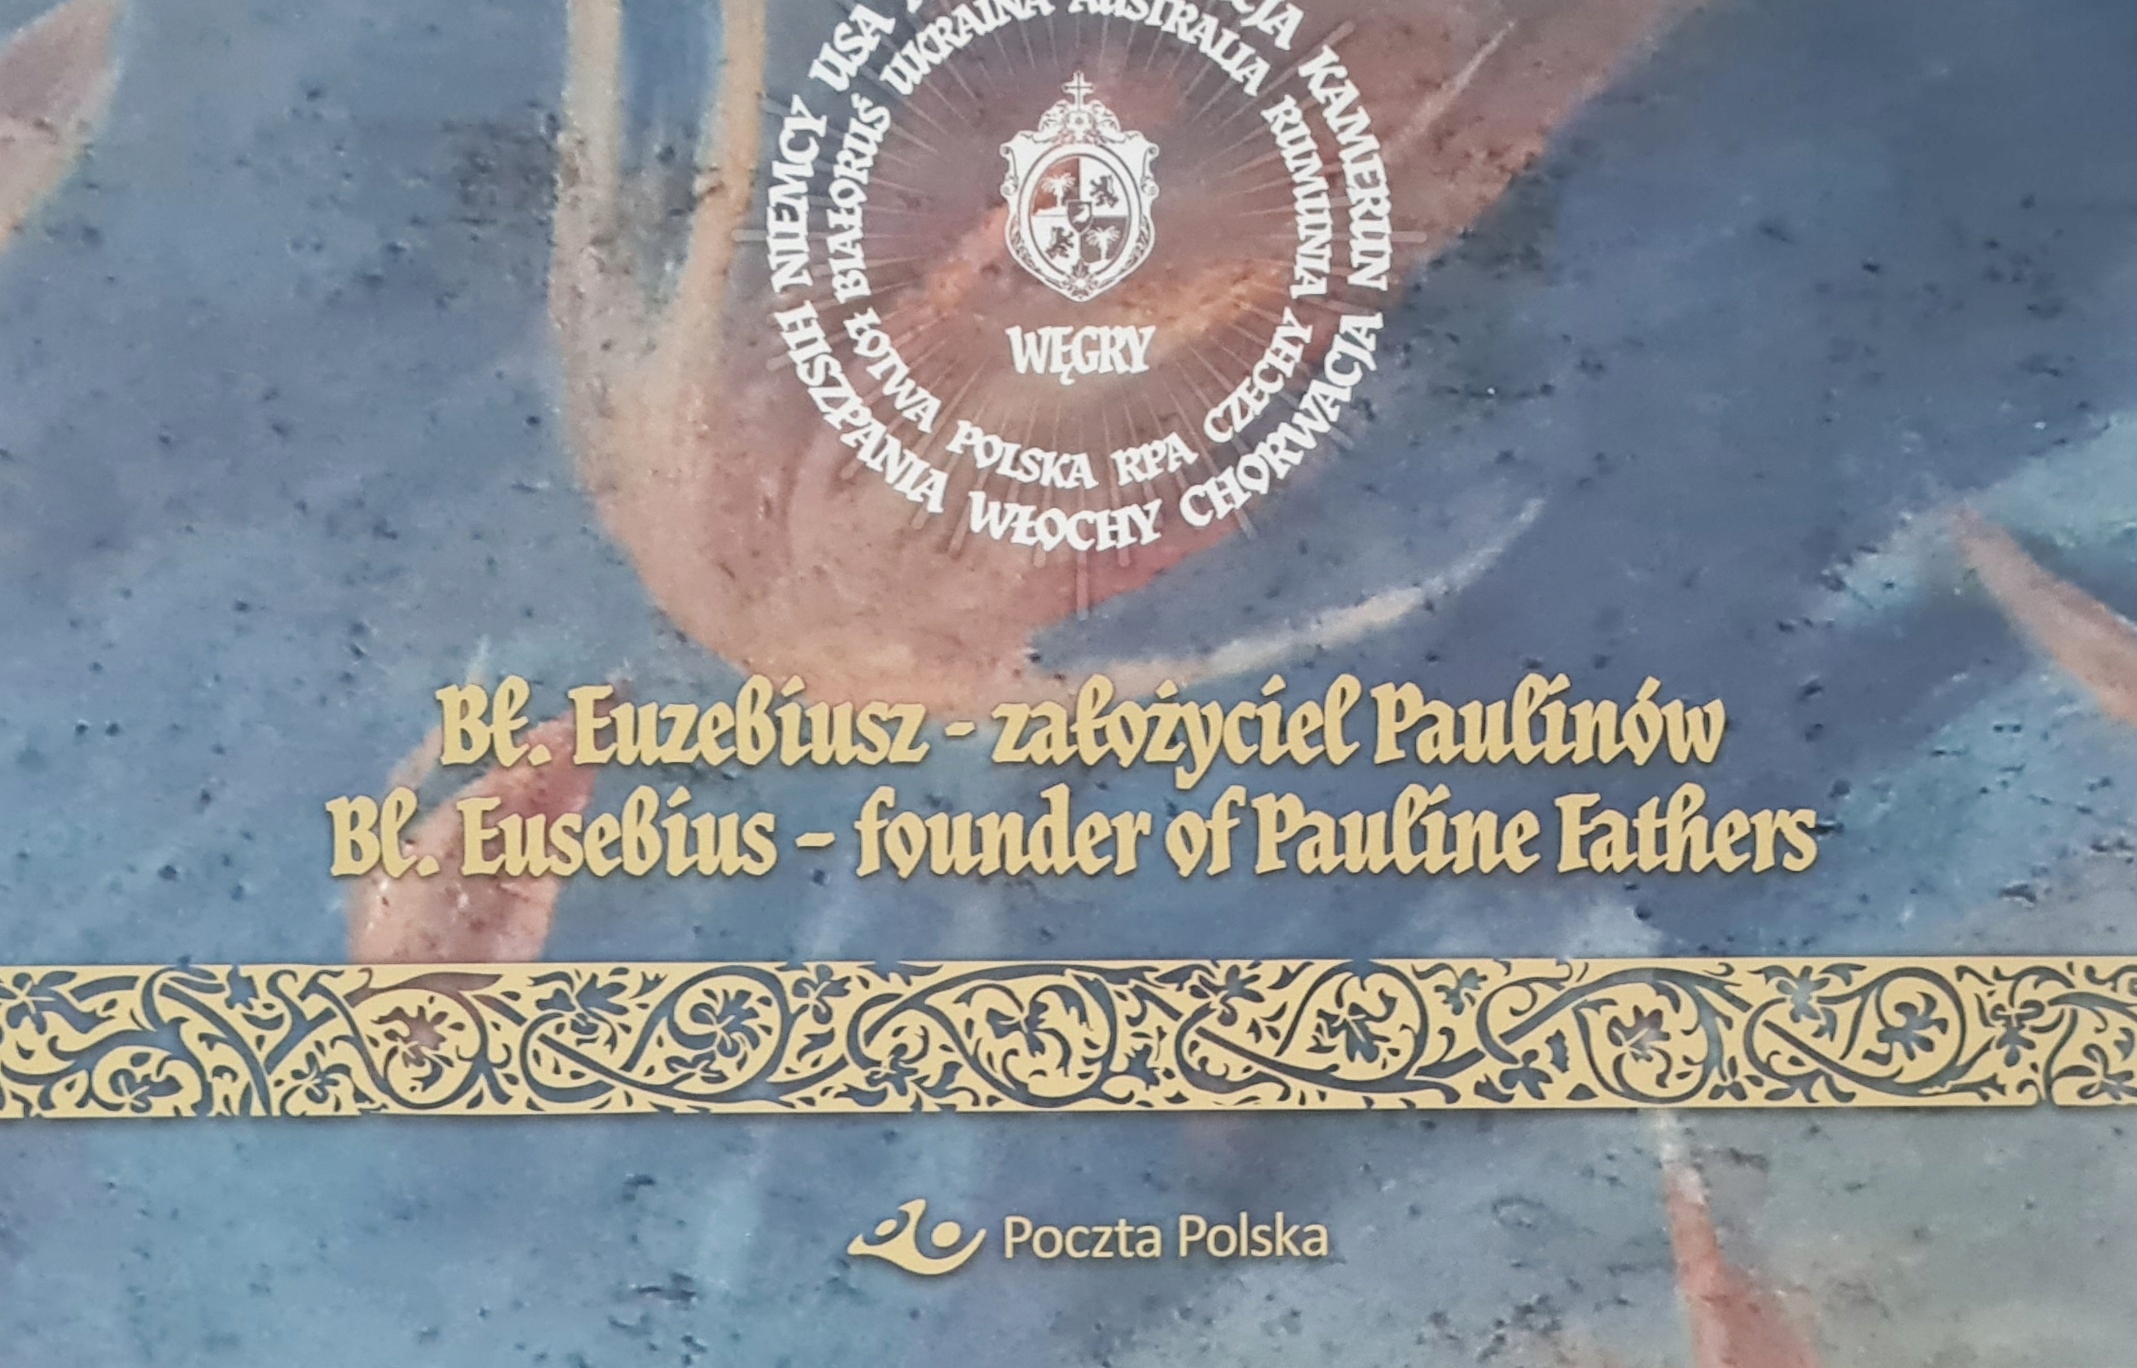 NIEMCY USA
KAMERUN
HISZPANIA WŁOCHY CHORWACJA
BIAŁORUŚ UKRAINA AUSTRALIA RUMUNIA
ŁOTWA POLSKA RPA CZECHY
WĘGRY
Bł. Euzebiusz - założyciel Paulinów
Bl. Eusebius - founder of Pauline Fathers
Poczta Polska